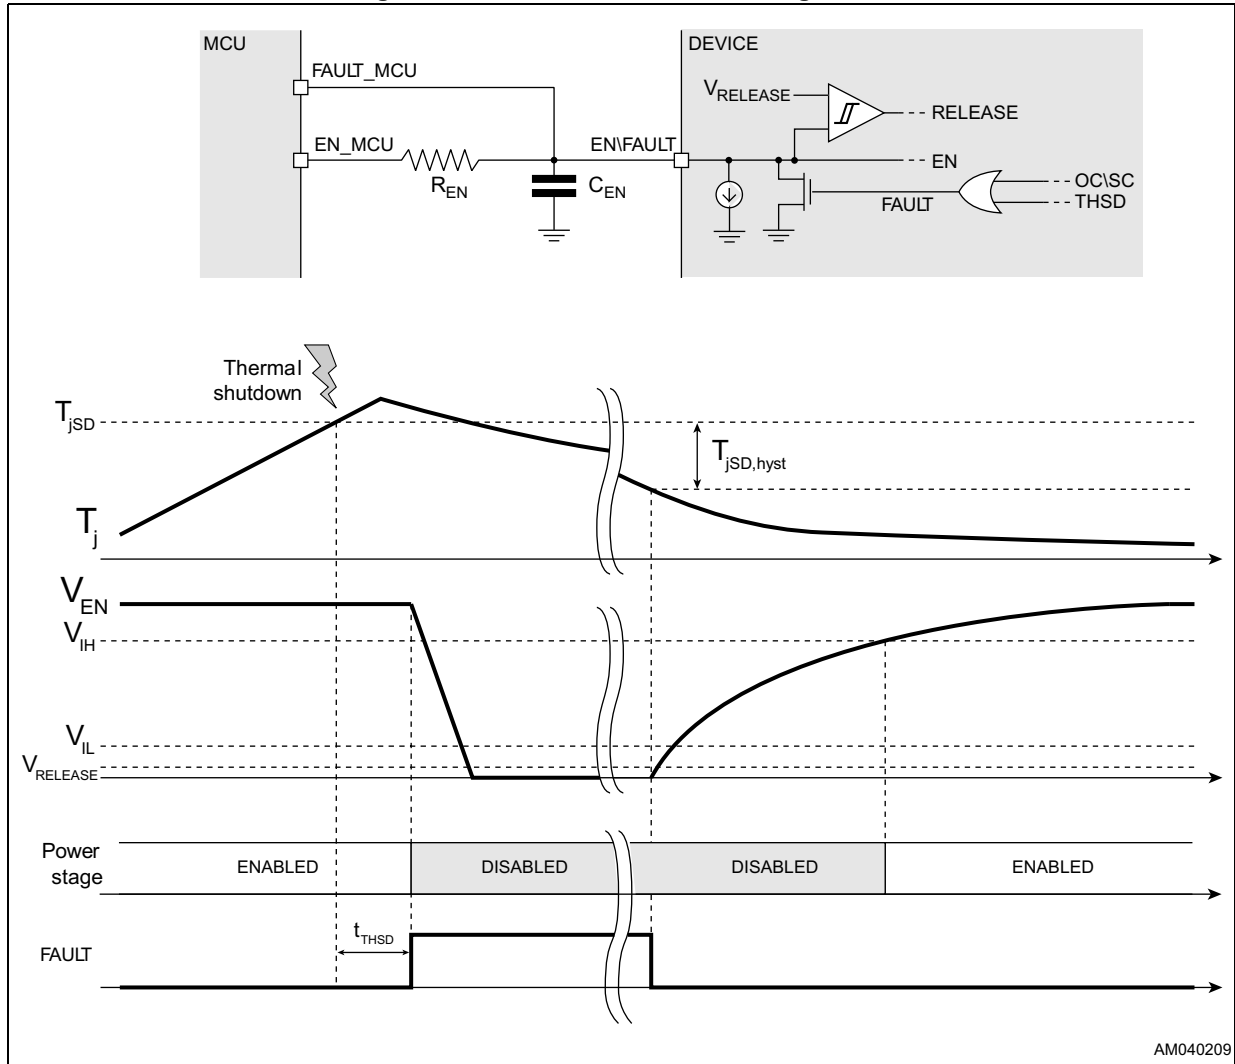 MCU
DEVICE
FAULT_MCU
VRELEASE
RELEASE
EN_MCU
EN\FAULT
EN
REN
CEN
FAULT
OC\SC
THSD
Thermal
shutdown
TjSD
TjSD,hyst
Tj
VEN
VIH
VIL
VRELEASE
Power
stage
ENABLED
DISABLED
DISABLED
ENABLED
tTHSD
FAULT
AM040209